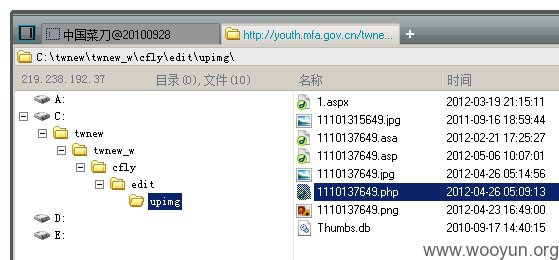 中国菜刀@20100928 http://youth.mfa.gov.cn/twne...
C:\twnew\twnew_w\cfly\edit\upimg\
219.238.192.37 目录(0),文件(10) 名称 时间
A: 1.aspx 2012-03-19 21:15:11
C: 11101315649.jpg 2011-09-16 18:59:44
twnew 1110137649.asa 2012-02-21 17:25:27
twnew_w 1110137649.asp 2012-05-06 10:07:01
cfly 1110137649.jpg 2012-04-26 05:14:56
edit 1110137649.php 2012-04-26 05:09:13
upimg 1110137649.png 2012-04-23 16:49:00
D: Thumbs.db 2010-09-17 14:40:15
E:
www.wooyun.org